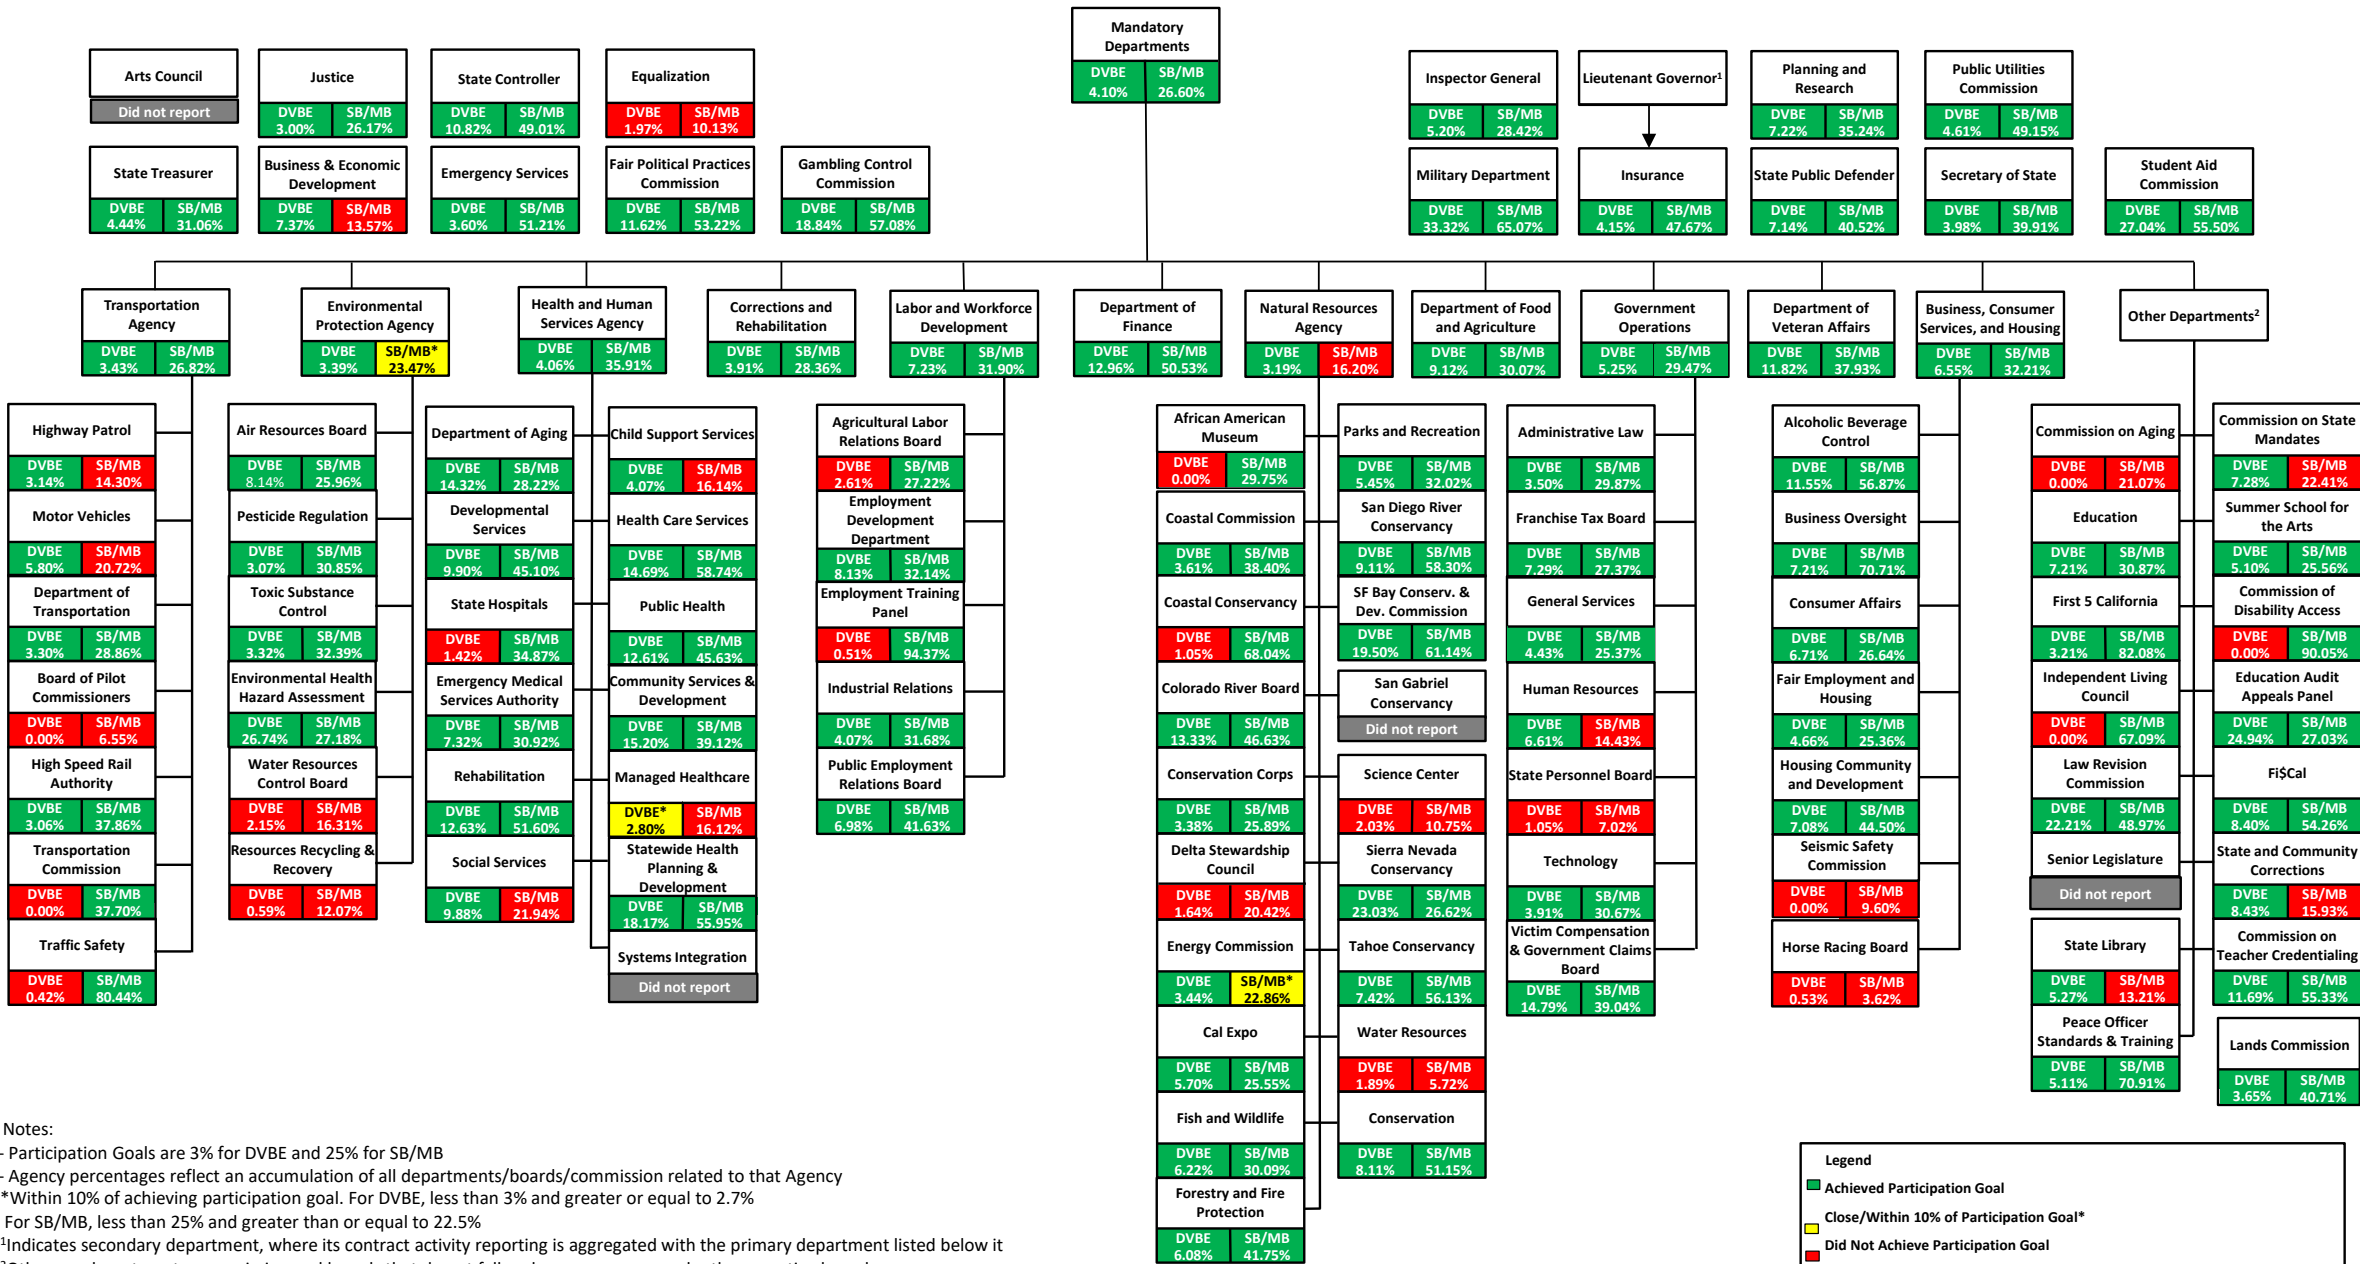 Mandatory
Departments
DVBE SB/MB
4.10% 26.60%
Arts Council
Did not report
Justice
DVBE SB/MB
3.00% 26.17%
State Controller
DVBE SB/MB
10.82% 49.01%
Equalization
DVBE SB/MB
1.97% 10.13%
State Treasurer
DVBE SB/MB
4.44% 31.06%
Business & Economic
Development
DVBE SB/MB
7.37% 13.57%
Emergency Services
DVBE SB/MB
3.60% 51.21%
Fair Political Practices
Commission
DVBE SB/MB
11.62% 53.22%
Gambling Control
Commission
DVBE SB/MB
18.84% 57.08%
Inspector General
DVBE SB/MB
5.20% 28.42%
Lieutenant Governor¹
Planning and
Research
DVBE SB/MB
7.22% 35.24%
Public Utilities
Commission
DVBE SB/MB
4.61% 49.15%
Military Department
DVBE SB/MB
33.32% 65.07%
Insurance
DVBE SB/MB
4.15% 47.67%
State Public Defender
DVBE SB/MB
7.14% 40.52%
Secretary of State
DVBE SB/MB
3.98% 39.91%
Student Aid
Commission
DVBE SB/MB
27.04% 55.50%
Transportation
Agency
DVBE SB/MB
3.43% 26.82%
Highway Patrol
DVBE SB/MB
3.14% 14.30%
Motor Vehicles
DVBE SB/MB
5.80% 20.72%
Department of
Transportation
DVBE SB/MB
3.30% 28.86%
Board of Pilot
Commissioners
DVBE SB/MB
0.00% 6.55%
High Speed Rail
Authority
DVBE SB/MB
3.06% 37.86%
Transportation
Commission
DVBE SB/MB
0.00% 37.70%
Traffic Safety
DVBE SB/MB
0.42% 80.44%
Environmental
Protection Agency
DVBE SB/MB*
3.39% 23.47%
Air Resources Board
DVBE SB/MB
8.14% 25.96%
Pesticide Regulation
DVBE SB/MB
3.07% 30.85%
Toxic Substance
Control
DVBE SB/MB
3.32% 32.39%
Environmental Health
Hazard Assessment
DVBE SB/MB
26.74% 27.18%
Water Resources
Control Board
DVBE SB/MB
2.15% 16.31%
Resources Recycling &
Recovery
DVBE SB/MB
0.59% 12.07%
Health and Human
Services Agency
DVBE SB/MB
4.06% 35.91%
Department of Aging
DVBE SB/MB
14.32% 28.22%
Developmental
Services
DVBE SB/MB
9.90% 45.10%
State Hospitals
DVBE SB/MB
1.42% 34.87%
Emergency Medical
Services Authority
DVBE SB/MB
7.32% 30.92%
Rehabilitation
DVBE SB/MB
12.63% 51.60%
Social Services
DVBE SB/MB
9.88% 21.94%
Child Support Services
DVBE SB/MB
4.07% 16.14%
Health Care Services
DVBE SB/MB
14.69% 58.74%
Public Health
DVBE SB/MB
12.61% 45.63%
Community Services &
Development
DVBE SB/MB
15.20% 39.12%
Managed Healthcare
DVBE* SB/MB
2.80% 16.12%
Statewide Health
Planning &
Development
DVBE SB/MB
18.17% 55.95%
Systems Integration
Did not report
Corrections and
Rehabilitation
DVBE SB/MB
3.91% 28.36%
Labor and Workforce
Development
DVBE SB/MB
7.23% 31.90%
Agricultural Labor
Relations Board
DVBE SB/MB
2.61% 27.22%
Employment
Development
Department
DVBE SB/MB
8.13% 32.14%
Employment Training
Panel
DVBE SB/MB
0.51% 94.37%
Industrial Relations
DVBE SB/MB
4.07% 31.68%
Public Employment
Relations Board
DVBE SB/MB
6.98% 41.63%
Department of
Finance
DVBE SB/MB
12.96% 50.53%
Natural Resources
Agency
DVBE SB/MB
3.19% 16.20%
African American
Museum
DVBE SB/MB
0.00% 29.75%
Coastal Commission
DVBE SB/MB
3.61% 38.40%
Coastal Conservancy
DVBE SB/MB
1.05% 68.04%
Colorado River Board
DVBE SB/MB
13.33% 46.63%
Conservation Corps
DVBE SB/MB
3.38% 25.89%
Delta Stewardship
Council
DVBE SB/MB
1.64% 20.42%
Energy Commission
DVBE SB/MB*
3.44% 22.86%
Cal Expo
DVBE SB/MB
5.70% 25.55%
Fish and Wildlife
DVBE SB/MB
6.22% 30.09%
Forestry and Fire
Protection
DVBE SB/MB
6.08% 41.75%
Parks and Recreation
DVBE SB/MB
5.45% 32.02%
San Diego River
Conservancy
DVBE SB/MB
9.11% 58.30%
SF Bay Conserv. &
Dev. Commission
DVBE SB/MB
19.50% 61.14%
San Gabriel
Conservancy
Did not report
Science Center
DVBE SB/MB
2.03% 10.75%
Sierra Nevada
Conservancy
DVBE SB/MB
23.03% 26.62%
Tahoe Conservancy
DVBE SB/MB
7.42% 56.13%
Water Resources
DVBE SB/MB
1.89% 5.72%
Conservation
DVBE SB/MB
8.11% 51.15%
Department of Food
and Agriculture
DVBE SB/MB
9.12% 30.07%
Government
Operations
DVBE SB/MB
5.25% 29.47%
Administrative Law
DVBE SB/MB
3.50% 29.87%
Franchise Tax Board
DVBE SB/MB
7.29% 27.37%
General Services
DVBE SB/MB
4.43% 25.37%
Human Resources
DVBE SB/MB
6.61% 14.43%
State Personnel Board
DVBE SB/MB
1.05% 7.02%
Technology
DVBE SB/MB
3.91% 30.67%
Victim Compensation
& Government Claims
Board
DVBE SB/MB
14.79% 39.04%
Department of
Veteran Affairs
DVBE SB/MB
11.82% 37.93%
Business, Consumer
Services, and Housing
DVBE SB/MB
6.55% 32.21%
Alcoholic Beverage
Control
DVBE SB/MB
11.55% 56.87%
Business Oversight
DVBE SB/MB
7.21% 70.71%
Consumer Affairs
DVBE SB/MB
6.71% 26.64%
Fair Employment and
Housing
DVBE SB/MB
4.66% 25.36%
Housing Community
and Development
DVBE SB/MB
7.08% 44.50%
Seismic Safety
Commission
DVBE SB/MB
0.00% 9.60%
Horse Racing Board
DVBE SB/MB
0.53% 3.62%
Other Departments²
Commission on Aging
DVBE SB/MB
0.00% 21.07%
Education
DVBE SB/MB
7.21% 30.87%
First 5 California
DVBE SB/MB
3.21% 82.08%
Independent Living
Council
DVBE SB/MB
0.00% 67.09%
Law Revision
Commission
DVBE SB/MB
22.21% 48.97%
Senior Legislature
Did not report
State Library
DVBE SB/MB
5.27% 13.21%
Peace Officer
Standards & Training
DVBE SB/MB
5.11% 70.91%
Commission on State
Mandates
DVBE SB/MB
7.28% 22.41%
Summer School for
the Arts
DVBE SB/MB
5.10% 25.56%
Commission of
Disability Access
DVBE SB/MB
0.00% 90.05%
Education Audit
Appeals Panel
DVBE SB/MB
24.94% 27.03%
Fi$Cal
DVBE SB/MB
8.40% 54.26%
State and Community
Corrections
DVBE SB/MB
8.43% 15.93%
Commission on
Teacher Credentialing
DVBE SB/MB
11.69% 55.33%
Lands Commission
DVBE SB/MB
3.65% 40.71%
Notes:
- Participation Goals are 3% for DVBE and 25% for SB/MB
- Agency percentages reflect an accumulation of all departments/boards/commission related to that Agency
*Within 10% of achieving participation goal. For DVBE, less than 3% and greater or equal to 2.7%
For SB/MB, less than 25% and greater than or equal to 22.5%
¹Indicates secondary department, where its contract activity reporting is aggregated with the primary department listed below it
Legend
Achieved Participation Goal
Close/Within 10% of Participation Goal*
Did Not Achieve Participation Goal